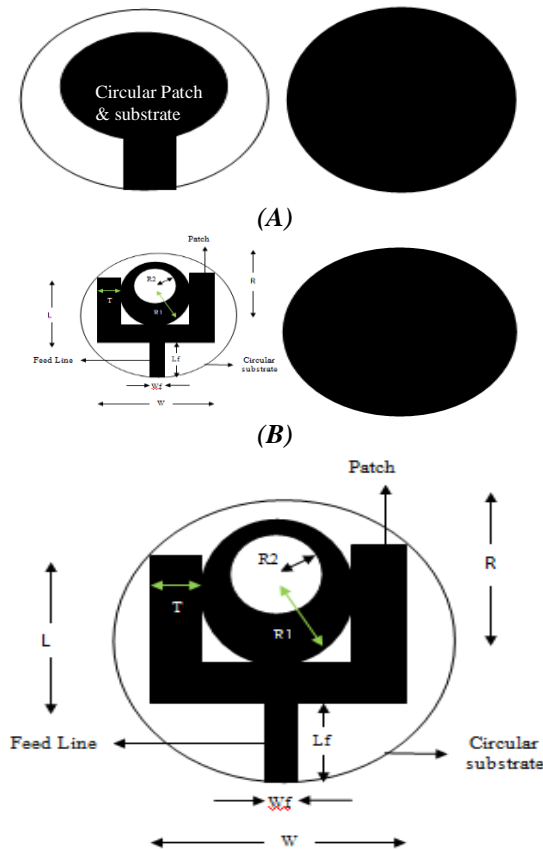 Circular Patch
& substrate
(A)
Patch
R2
R
T
L
R1
Feed Line
Lf
Circular
substrate
Wf
W
(B)
Patch
R2
R
T
R1
L
Feed Line
Lf
Circular
substrate
Wf
W